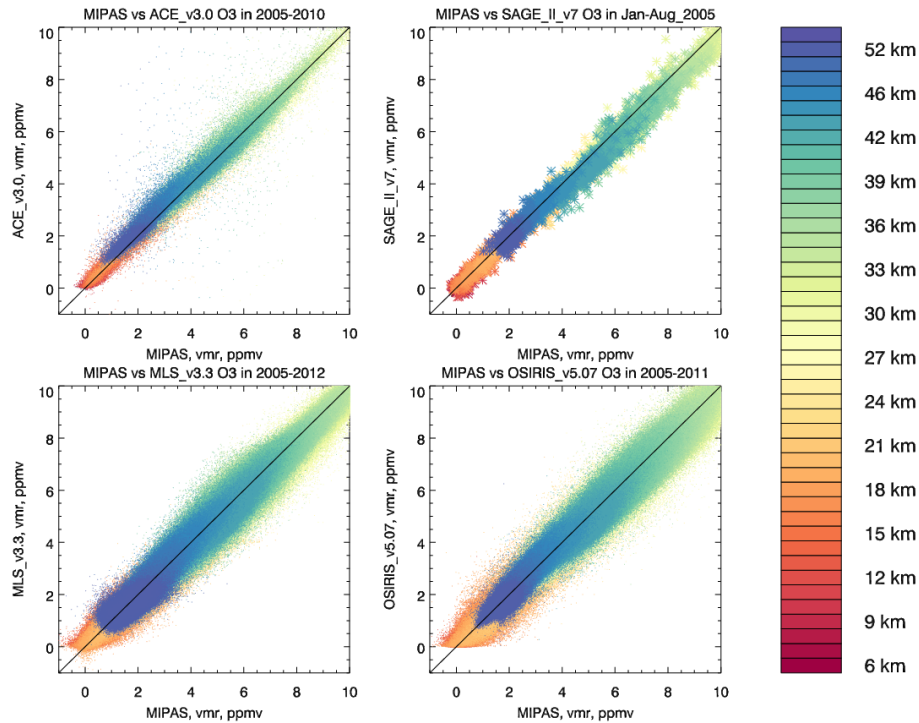 MIPAS vs ACE_v3.0 O3 in 2005-2010
10
8
6
4
2
0
ACE_v3.0, vmr, ppmv
0 2 4 6 8 10
MIPAS, vmr, ppmv
MIPAS vs SAGE_II_v7 O3 in Jan-Aug_2005
10
8
6
4
2
0
SAGE_II_v7, vmr, ppmv
0 2 4 6 8 10
MIPAS, vmr, ppmv
MIPAS vs MLS_v3.3 O3 in 2005-2012
10
8
6
4
2
0
MLS_v3.3, vmr, ppmv
0 2 4 6 8 10
MIPAS, vmr, ppmv
MIPAS vs OSIRIS_v5.07 O3 in 2005-2011
10
8
6
4
2
0
OSIRIS_v5.07, vmr, ppmv
0 2 4 6 8 10
MIPAS, vmr, ppmv
52 km
46 km
42 km
39 km
36 km
33 km
30 km
27 km
24 km
21 km
18 km
15 km
12 km
9 km
6 km